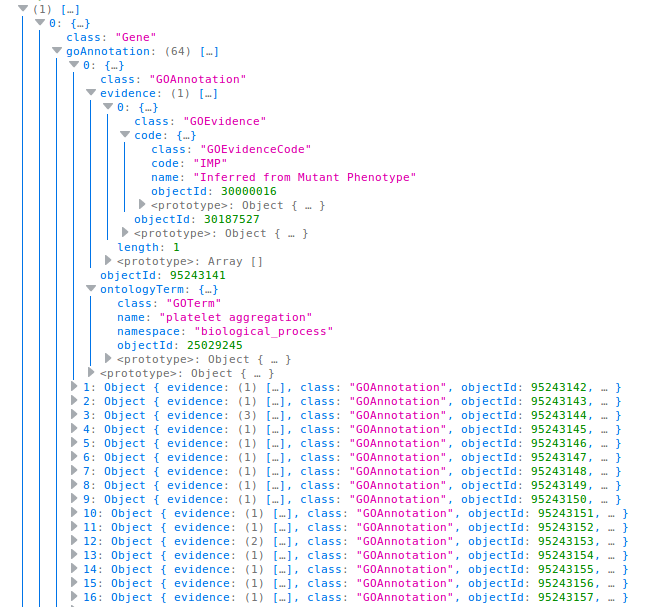 (1) […]
0: {…}
class: "Gene"
goAnnotation: (64) […]
0: {…}
class: "GOAnnotation"
evidence: (1) […]
0: {…}
class: "GOEvidence"
code: {…}
class: "GOEvidenceCode"
code: "IMP"
name: "Inferred from Mutant Phenotype"
objectId: 30000016
<prototype>: Object { … }
objectId: 30187527
<prototype>: Object { … }
length: 1
<prototype>: Array []
objectId: 95243141
ontologyTerm: {…}
class: "GOTerm"
name: "platelet aggregation"
namespace: "biological_process"
objectId: 25029245
<prototype>: Object { … }
<prototype>: Object { … }
1: Object { evidence: (1) […], class: "GOAnnotation", objectId: 95243142, … }
2: Object { evidence: (1) […], class: "GOAnnotation", objectId: 95243143, … }
3: Object { evidence: (3) […], class: "GOAnnotation", objectId: 95243144, … }
4: Object { evidence: (1) […], class: "GOAnnotation", objectId: 95243145, … }
5: Object { evidence: (1) […], class: "GOAnnotation", objectId: 95243146, … }
6: Object { evidence: (1) […], class: "GOAnnotation", objectId: 95243147, … }
7: Object { evidence: (1) […], class: "GOAnnotation", objectId: 95243148, … }
8: Object { evidence: (1) […], class: "GOAnnotation", objectId: 95243149, … }
9: Object { evidence: (1) […], class: "GOAnnotation", objectId: 95243150, … }
10: Object { evidence: (1) […], class: "GOAnnotation", objectId: 95243151, … }
11: Object { evidence: (1) […], class: "GOAnnotation", objectId: 95243152, … }
12: Object { evidence: (2) […], class: "GOAnnotation", objectId: 95243153, … }
13: Object { evidence: (1) […], class: "GOAnnotation", objectId: 95243154, … }
14: Object { evidence: (1) […], class: "GOAnnotation", objectId: 95243155, … }
15: Object { evidence: (1) […], class: "GOAnnotation", objectId: 95243156, … }
16: Object { evidence: (1) […], class: "GOAnnotation", objectId: 95243157, … }